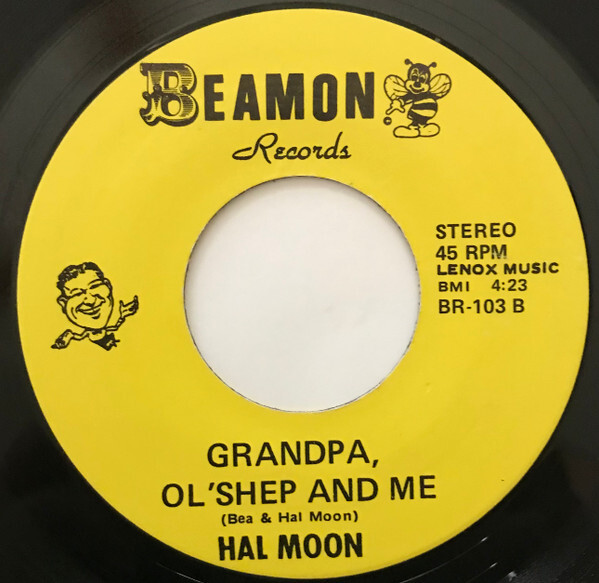 BEAMON
Records
©
STEREO
45 RPM
LENOX MUSIC
BMI 4:23
BR-103 B
GRANDPA,
OL'SHEP AND ME
(Bea & Hal Moon)
HAL MOON